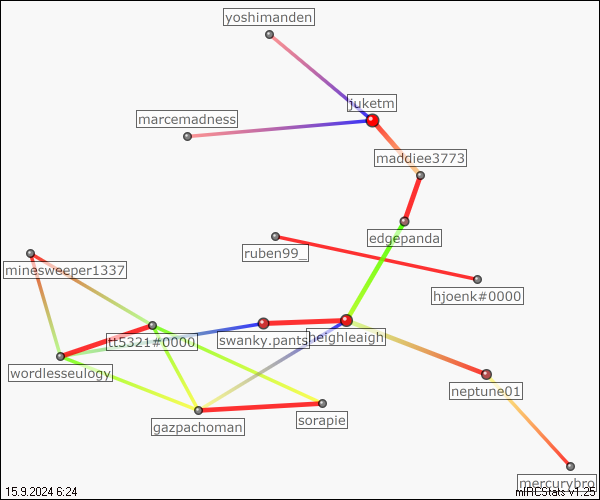 yoshimanden
juketm
marcemadness
maddiee3773
edgepanda
ruben99_
minesweeper1337
hjoenk#0000
tt5321#0000
swanky.pants
heighleaigh
wordlesseulogy
neptune01
gazpachoman
sorapie
mercurybro
15.9.2024 6:24
mIRCStats v1.25